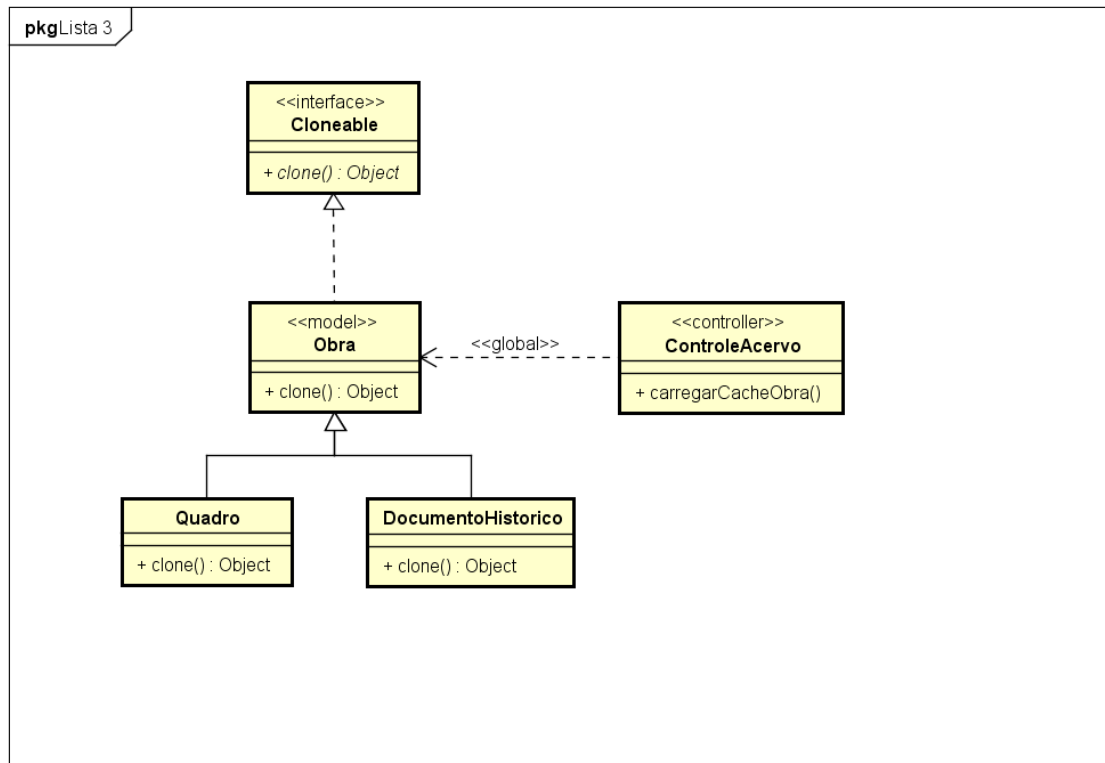 pkgLista 3
<<interface>>
Cloneable
+ clone() : Object
<<model>>
Obra
+ clone() : Object
<<global>>
<<controller>>
ControleAcervo
+ carregarCacheObra()
Quadro
+ clone() : Object
DocumentoHistorico
+ clone() : Object